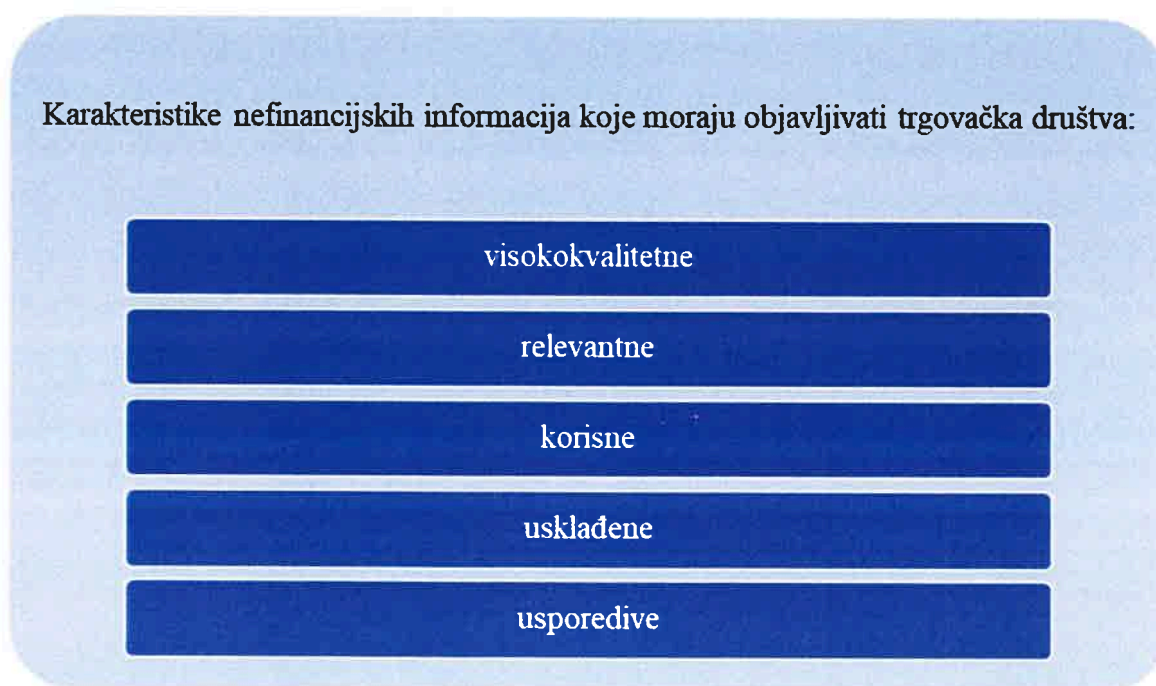 Karakteristike nefinancijskih informacija koje moraju objavljivati trgovačka društva:
visokokvalitetne
relevantne
korisne
usklađene
usporedive